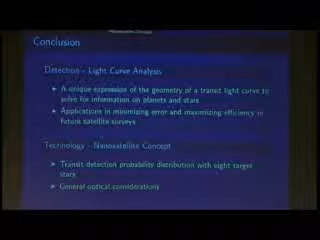 Conclusion
Detection - Light Curve Analysis
A unique expression of the geometry of a transit light curve to
solve for information on planets and stars
Applications in minimizing error and maximizing efficiency in
future satellite surveys
Technology - Nanosatellite Concept
Transit detection probability distribution with eight target
stars
General optical considerations